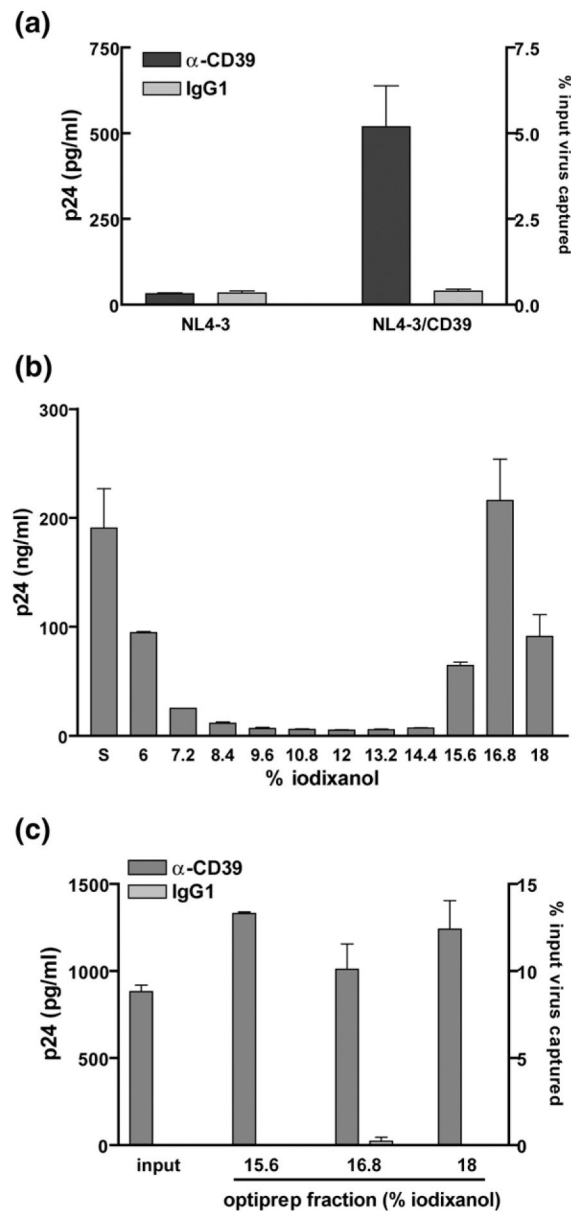 (a)
α-CD39
IgG1
750
500
250
0
p24 (pg/ml)
7.5
5.0
2.5
0.0
% input virus captured
NL4-3 NL4-3/CD39
(b)
300
200
100
0
p24 (ng/ml)
S 6 7.2 8.4 9.6 10.8 12 13.2 14.4 15.6 16.8 18
% iodixanol
(c)
α-CD39
IgG1
1500
1000
500
0
p24 (pg/ml)
15
10
5
0
% input virus captured
input 15.6 16.8 18
optiprep fraction (% iodixanol)